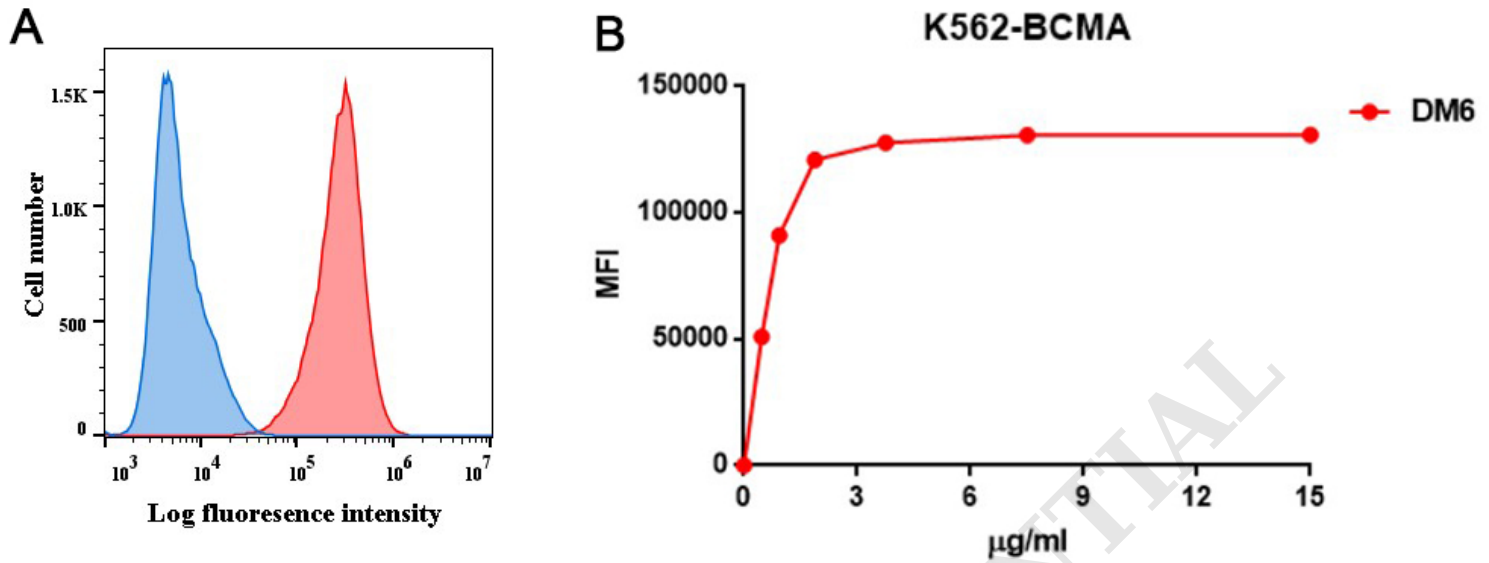 A
1.5K
1.0K
500
0
Cell number
10³ 10⁴ 10⁵ 10⁶ 10⁷
Log fluoresence intensity
B
K562-BCMA
150000
100000
50000
0
MFI
0 3 6 9 12 15
μg/ml
DM6
NTIAL